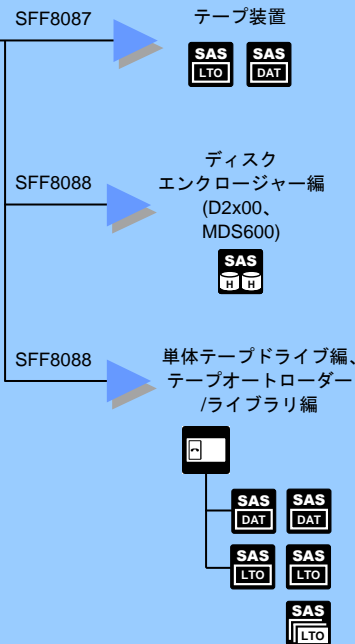 SFF8087
テープ装置
SAS
LTO
SAS
DAT
SFF8088
ディスク
エンクロージャー編
(D2x00、
MDS600)
SAS
H H
SFF8088
単体テープドライブ編、
テープオートローダー
/ライブラリ編
SAS
DAT
SAS
DAT
SAS
LTO
SAS
LTO
SAS
LTO